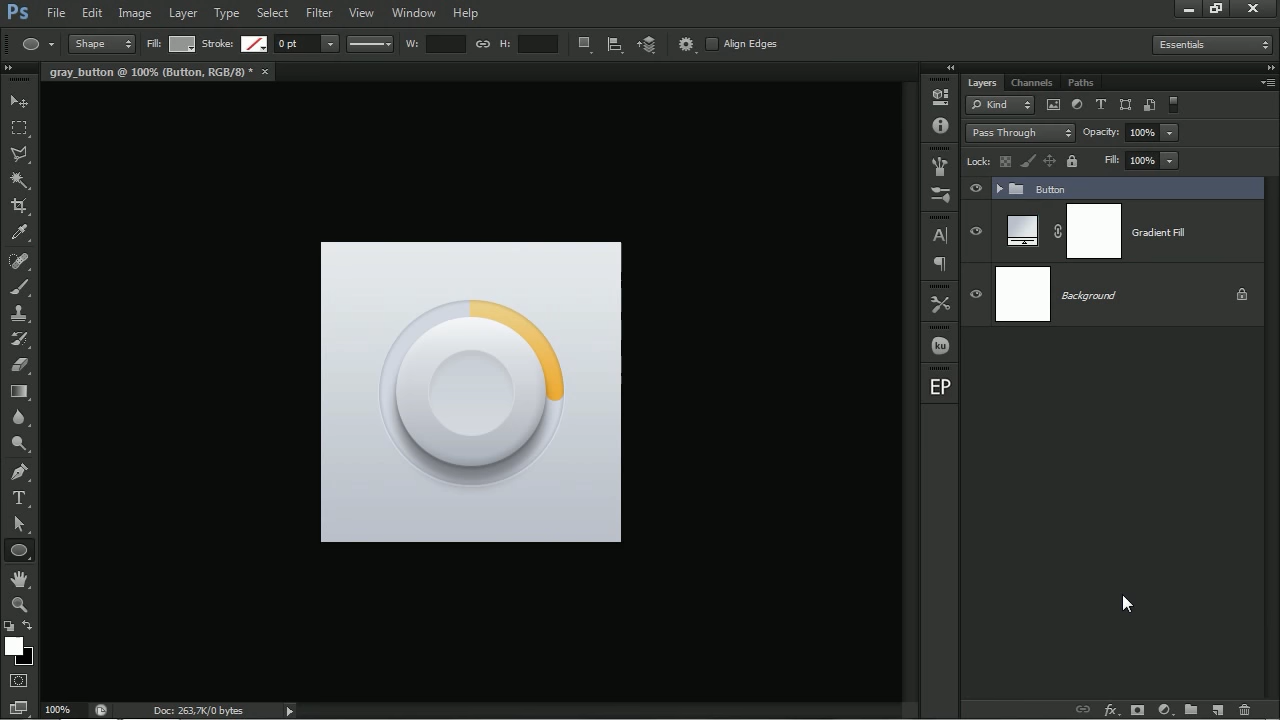 Ps File Edit Image Layer Type Select Filter View Window Help
Shape Fill: Stroke: 0 pt W: H: Align Edges Essentials
gray_button @ 100% (Button, RGB/8) * ×
Layers Channels Paths
Kind
Pass Through Opacity: 100%
Lock: Fill: 100%
Button
Gradient Fill
Background
ku
EP
100% Doc: 263,7K/0 bytes